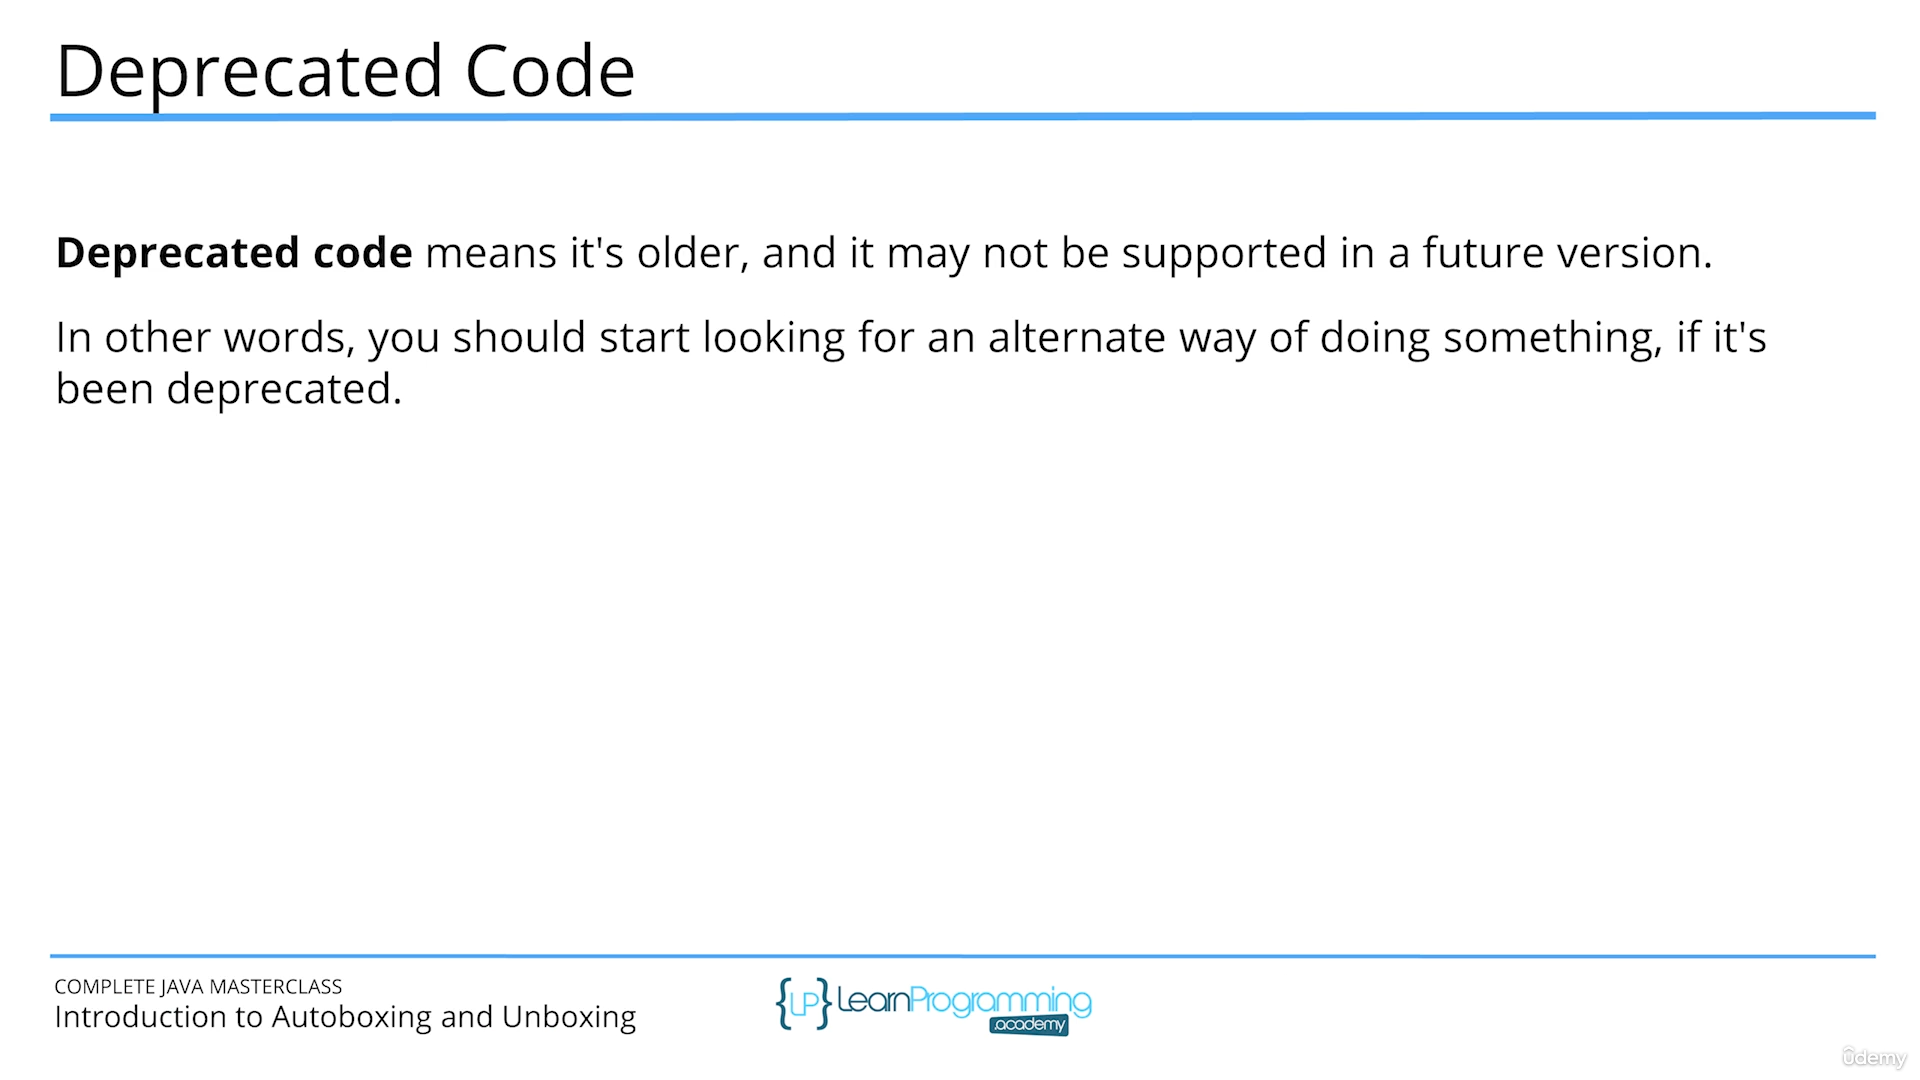 Deprecated Code
Deprecated code means it's older, and it may not be supported in a future version.
In other words, you should start looking for an alternate way of doing something, if it's
been deprecated.
COMPLETE JAVA MASTERCLASS
Introduction to Autoboxing and Unboxing
{LP} LearnProgramming
.academy
ûdemy